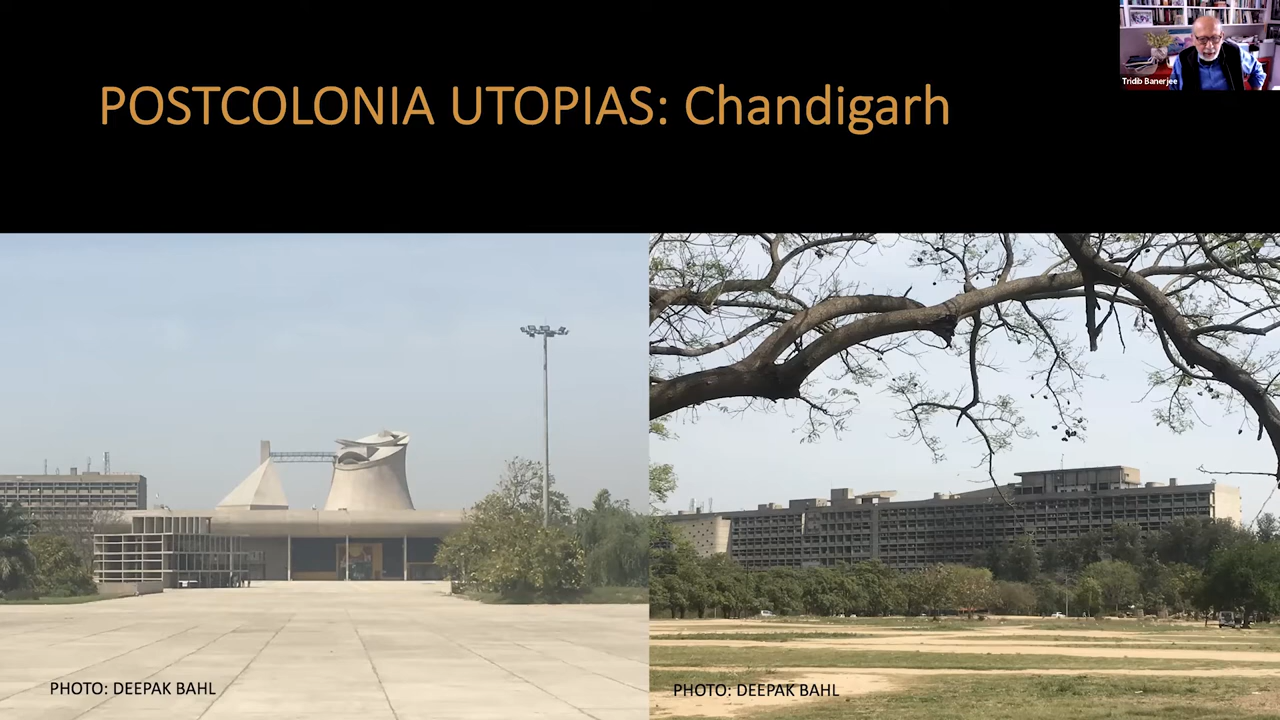 POSTCOLONIA UTOPIAS: Chandigarh
Tridib Banerjee
PHOTO: DEEPAK BAHL
PHOTO: DEEPAK BAHL